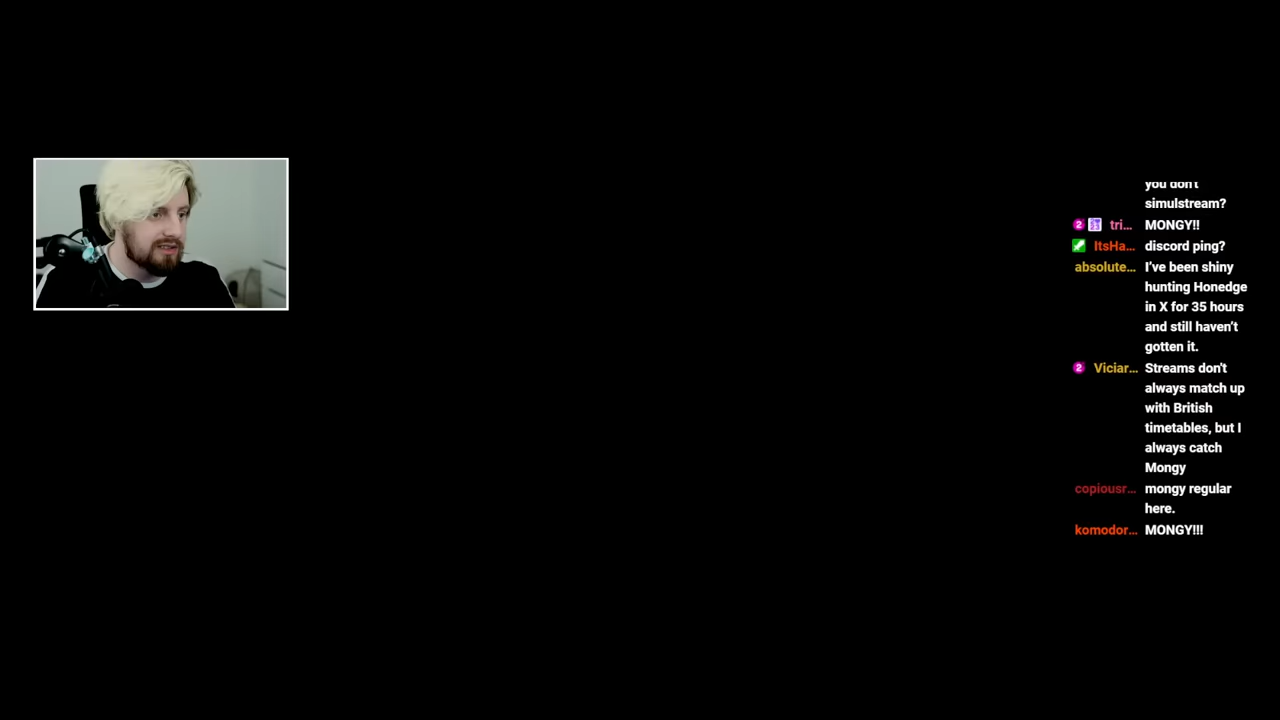 you don't
simulstream?
tri... MONGY!!
ItsHa... discord ping?
absolute... I've been shiny
hunting Honedge
in X for 35 hours
and still haven't
gotten it.
Viciar... Streams don't
always match up
with British
timetables, but I
always catch
Mongy
copiousr... mongy regular
here.
komodor... MONGY!!!